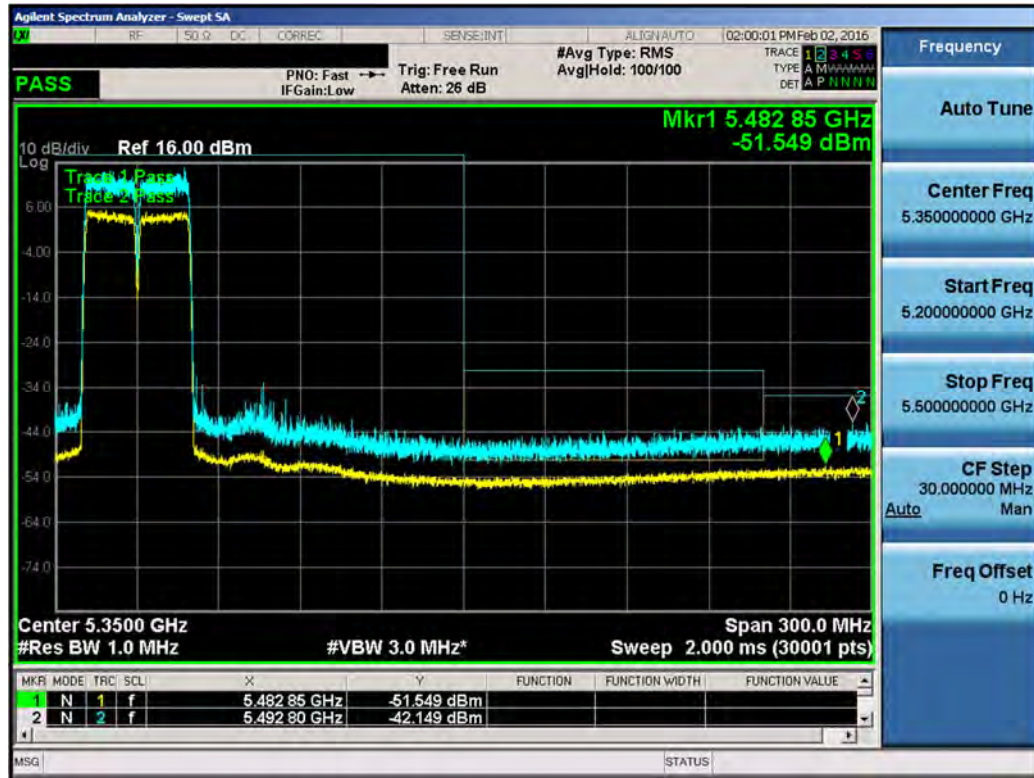 Agilent Spectrum Analyzer - Swept SA
LXI RF 50 Ω DC CORREC SENSE:INT ALIGNAUTO 02:00:01 PM Feb 02, 2016
Frequency
#Avg Type: RMS
TRACE 1 2 3 4 5 6
PASS
PNO: Fast
IFGain:Low
Trig: Free Run
Atten: 26 dB
Avg|Hold: 100/100
TYPE A M WWWW
DET A P N N N N
Auto Tune
Mkr1 5.482 85 GHz
-51.549 dBm
10 dB/div
Log
Ref 16.00 dBm
Trace 1 Pass
Trace 2 Pass
6.00
-4.00
-14.0
-24.0
-34.0
-44.0
-54.0
-64.0
-74.0
2
1
Center Freq
5.350000000 GHz
Start Freq
5.200000000 GHz
Stop Freq
5.500000000 GHz
CF Step
30.000000 MHz
Auto Man
Freq Offset
0 Hz
Center 5.3500 GHz
Span 300.0 MHz
#Res BW 1.0 MHz
#VBW 3.0 MHz*
Sweep 2.000 ms (30001 pts)
MKR MODE TRC SCL X Y FUNCTION FUNCTION WIDTH FUNCTION VALUE
1 N 1 f 5.482 85 GHz -51.549 dBm
2 N 2 f 5.492 80 GHz -42.149 dBm
MSG
STATUS